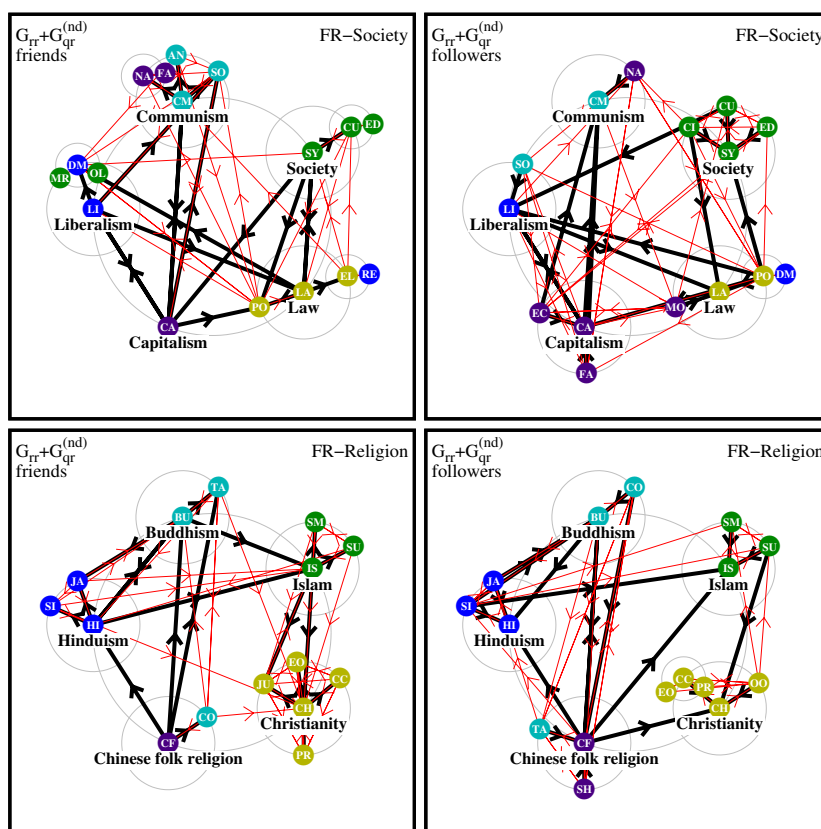 G_rr+G_qr^(nd) FR−Society
friends
AN
NA FA SO
CM
Communism
CU ED
SY
Society
DM
MR OL
LI
Liberalism
EL RE
LA
PO Law
CA
Capitalism
G_rr+G_qr^(nd) FR−Society
followers
NA
CM CU
Communism CI ED
SY
Society
SO
LI
Liberalism
PO DM
LA
EC MO Law
CA
Capitalism
FA
G_rr+G_qr^(nd) FR−Religion
friends
TA
BU SM
Buddhism
SU
IS
JA Islam
SI
HI
Hinduism
EO
JU CC
CH
CO Christianity
CF
Chinese folk religion
PR
G_rr+G_qr^(nd) FR−Religion
followers
CO
BU SM
Buddhism
SU
IS
JA Islam
SI
HI
Hinduism
CC PR OO
EO
CH
TA Christianity
CF
Chinese folk religion
SH